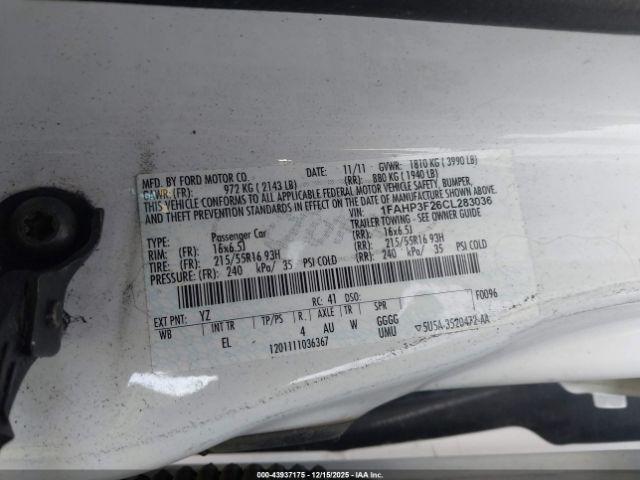 MFD. BY FORD MOTOR CO.
DATE: 11/11 GVWR: 1810 KG (3990 LB)
GAWR: (FR): 972 KG (2143 LB) (RR): 880 KG (1940 LB)
THIS VEHICLE CONFORMS TO ALL APPLICABLE FEDERAL MOTOR VEHICLE SAFETY, BUMPER,
AND THEFT PREVENTION STANDARDS IN EFFECT ON THE DATE OF MANUFACTURE SHOWN ABOVE.
VIN: 1FAHP3F26CL283036
TYPE: Passenger Car TRAILER TOWING - SEE OWNER GUIDE
RIM: (FR): 16x6.5J (RR): 16x6.5J
TIRE: (FR): 215/55R16 93H (RR): 215/55R16 93H
PRESSURE: (FR): 240 kPa/ 35 PSI COLD (RR): 240 kPa/ 35 PSI COLD
F0096
EXT PNT: YZ RC: 41 DSO:
WB INT TR TP/PS R. AXLE TR SPR
EL 4 AU W GGGG
UMU
1201111036367
5U5A-3520472-AA
000-43937175 - 12/15/2025 - IAAI.COM